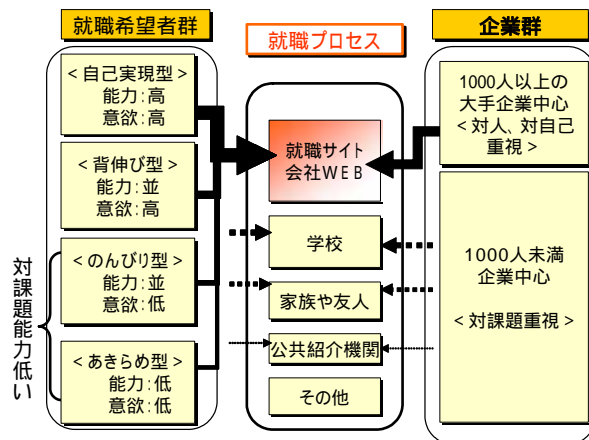 就職希望者群
＜自己実現型＞
能力：高
意欲：高
＜背伸び型＞
能力：並
意欲：高
＜のんびり型＞
能力：並
意欲：低
＜あきらめ型＞
能力：低
意欲：低
対課題能力低い
就職プロセス
就職サイト
会社WEB
学校
家族や友人
公共紹介機関
その他
企業群
1000人以上の
大手企業中心
＜対人、対自己
重視＞
1000人未満
企業中心
＜対課題重視＞